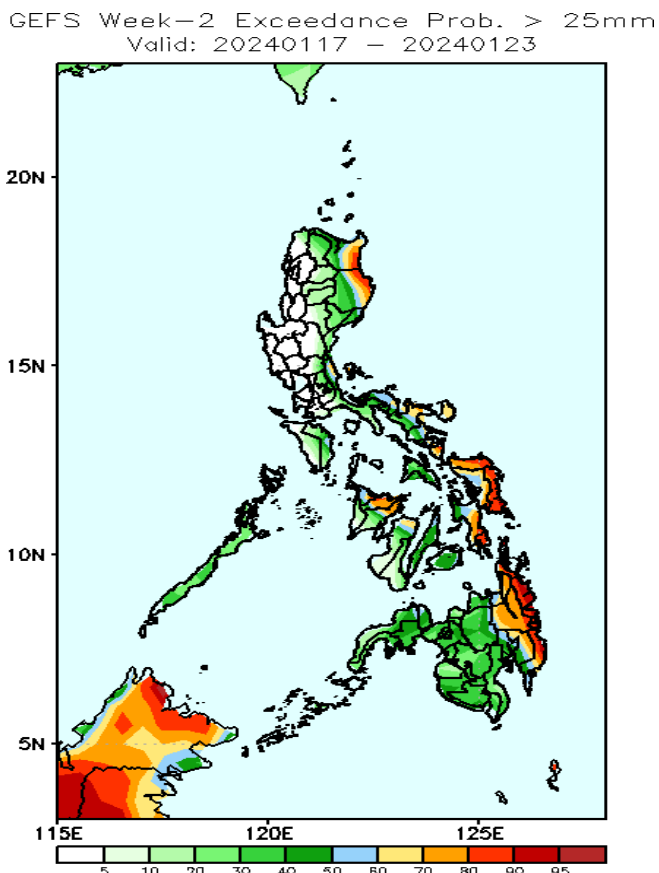 GEFS Week-2 Exceedance Prob. > 25mm
Valid: 20240117 - 20240123
20N
15N
10N
5N
115E 120E 125E
5 10 20 30 40 50 60 70 80 90 95